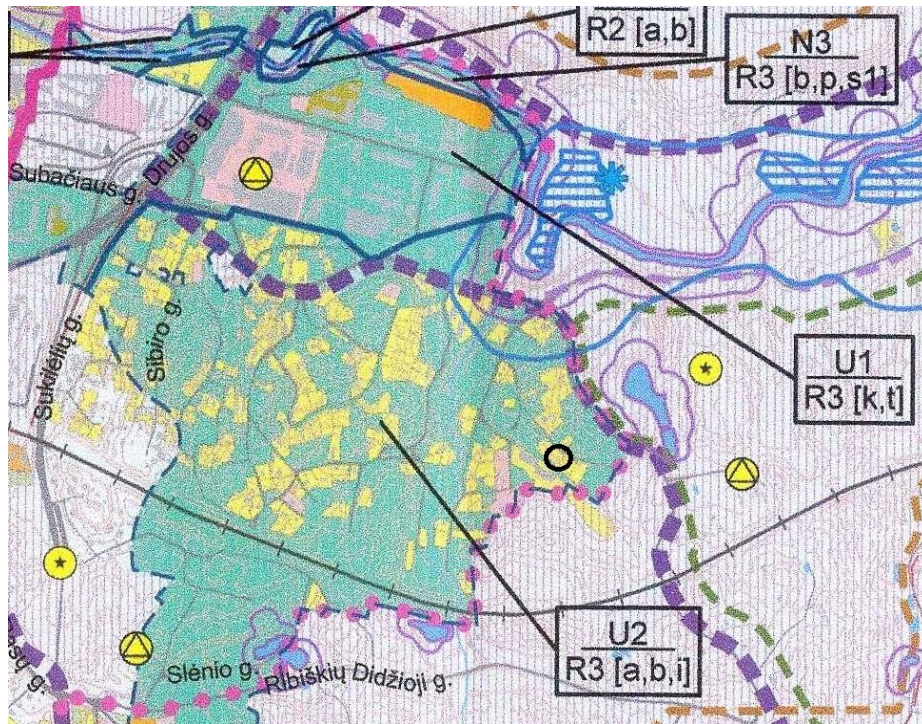 R2 [a,b]
N3
R3 [b,p,s1]
Subačiaus g.
Drujos g.
Sukilėlių g.
Sibiro g.
U1
R3 [k,t]
U2
R3 [a,b,i]
Slėnio g.
Ribiškių Didžioji g.